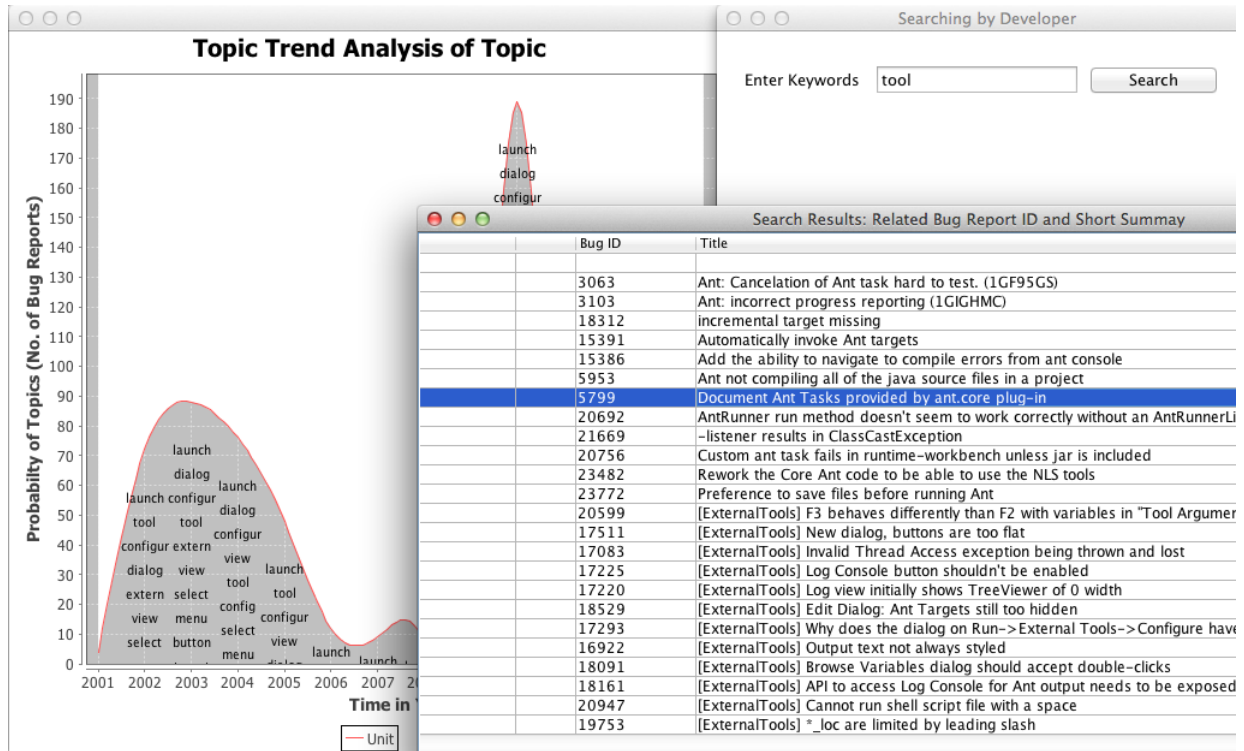 Topic Trend Analysis of Topic
Probabilty of Topics (No. of Bug Reports)
190
180
170
160
150
140
130
120
110
100
90
80
70
60
50
40
30
20
10
0
launch
dialog
configur
launch
tool
configur
dialog
extern
view
select
launch
dialog
configur
tool
extern
view
select
menu
button
launch
dialog
configur
view
tool
config
select
menu
launch
tool
configur
view
dialog
launch
launch
2001 2002 2003 2004 2005 2006 2007
Time in
Unit
Searching by Developer
Enter Keywords tool Search
Search Results: Related Bug Report ID and Short Summay
Bug ID Title
3063 Ant: Cancelation of Ant task hard to test. (1GF95GS)
3103 Ant: incorrect progress reporting (1GIGHMC)
18312 incremental target missing
15391 Automatically invoke Ant targets
15386 Add the ability to navigate to compile errors from ant console
5953 Ant not compiling all of the java source files in a project
5799 Document Ant Tasks provided by ant.core plug-in
20692 AntRunner run method doesn't seem to work correctly without an AntRunnerLi
21669 -listener results in ClassCastException
20756 Custom ant task fails in runtime-workbench unless jar is included
23482 Rework the Core Ant code to be able to use the NLS tools
23772 Preference to save files before running Ant
20599 [ExternalTools] F3 behaves differently than F2 with variables in "Tool Argumer
17511 [ExternalTools] New dialog, buttons are too flat
17083 [ExternalTools] Invalid Thread Access exception being thrown and lost
17225 [ExternalTools] Log Console button shouldn't be enabled
17220 [ExternalTools] Log view initially shows TreeViewer of 0 width
18529 [ExternalTools] Edit Dialog: Ant Targets still too hidden
17293 [ExternalTools] Why does the dialog on Run->External Tools->Configure have
16922 [ExternalTools] Output text not always styled
18091 [ExternalTools] Browse Variables dialog should accept double-clicks
18161 [ExternalTools] API to access Log Console for Ant output needs to be exposed
20947 [ExternalTools] Cannot run shell script file with a space
19753 [ExternalTools] *_loc are limited by leading slash